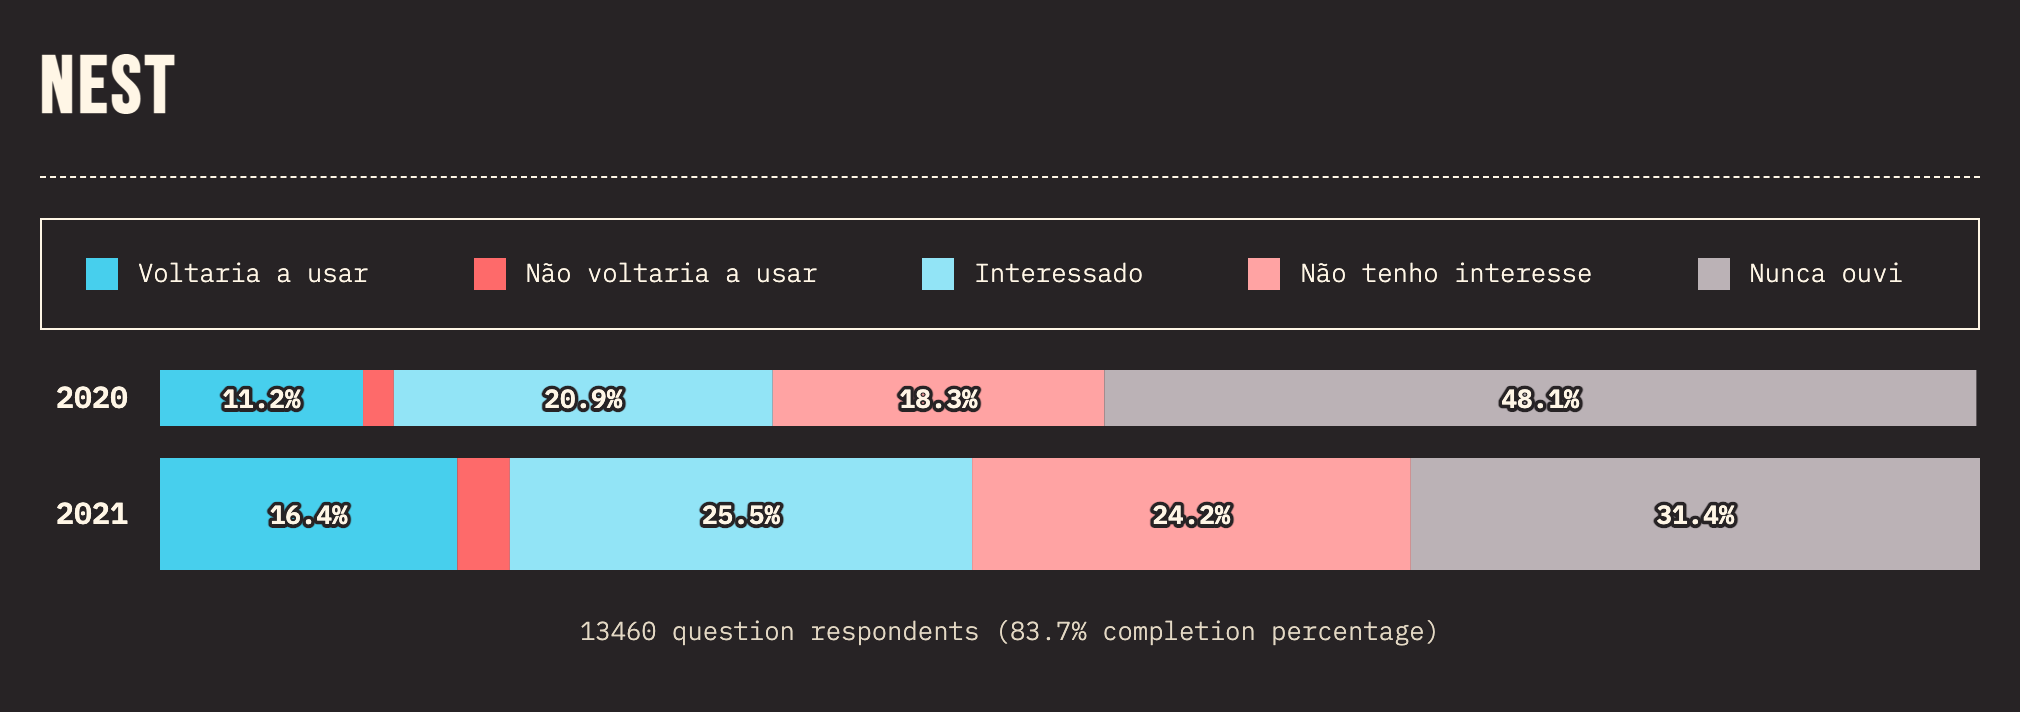 NEST
Voltaria a usar Não voltaria a usar Interessado Não tenho interesse Nunca ouvi
2020 11.2% 20.9% 18.3% 48.1%
2021 16.4% 25.5% 24.2% 31.4%
13460 question respondents (83.7% completion percentage)